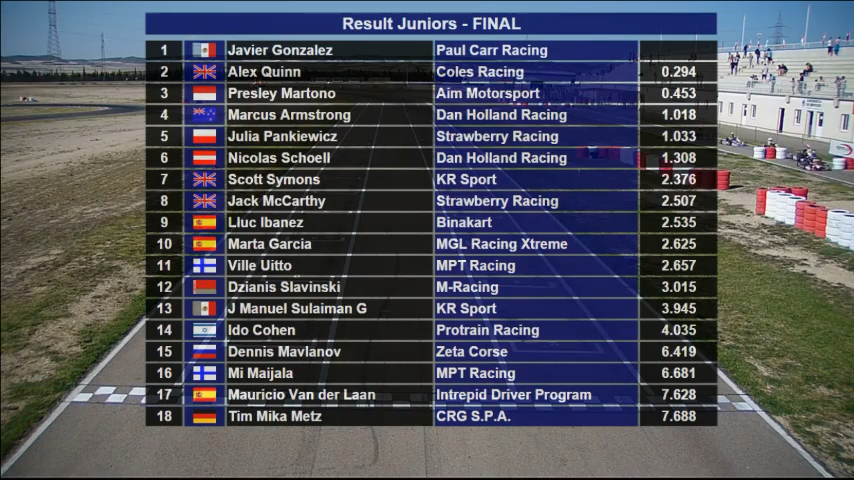 Result Juniors - FINAL
1 Javier Gonzalez Paul Carr Racing
2 Alex Quinn Coles Racing 0.294
3 Presley Martono Aim Motorsport 0.453
4 Marcus Armstrong Dan Holland Racing 1.018
5 Julia Pankiewicz Strawberry Racing 1.033
6 Nicolas Schoell Dan Holland Racing 1.308
7 Scott Symons KR Sport 2.376
8 Jack McCarthy Strawberry Racing 2.507
9 Lluc Ibanez Binakart 2.535
10 Marta Garcia MGL Racing Xtreme 2.625
11 Ville Uitto MPT Racing 2.657
12 Dzianis Slavinski M-Racing 3.015
13 J Manuel Sulaiman G KR Sport 3.945
14 Ido Cohen Protrain Racing 4.035
15 Dennis Mavlanov Zeta Corse 6.419
16 Mi Maijala MPT Racing 6.681
17 Mauricio Van der Laan Intrepid Driver Program 7.628
18 Tim Mika Metz CRG S.P.A. 7.688